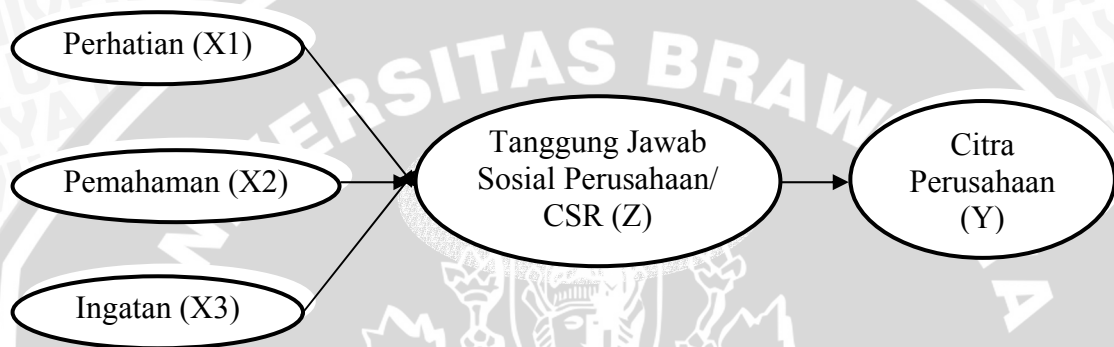 Perhatian (X1)
Pemahaman (X2)
Ingatan (X3)
Tanggung Jawab
Sosial Perusahaan/
CSR (Z)
Citra
Perusahaan
(Y)